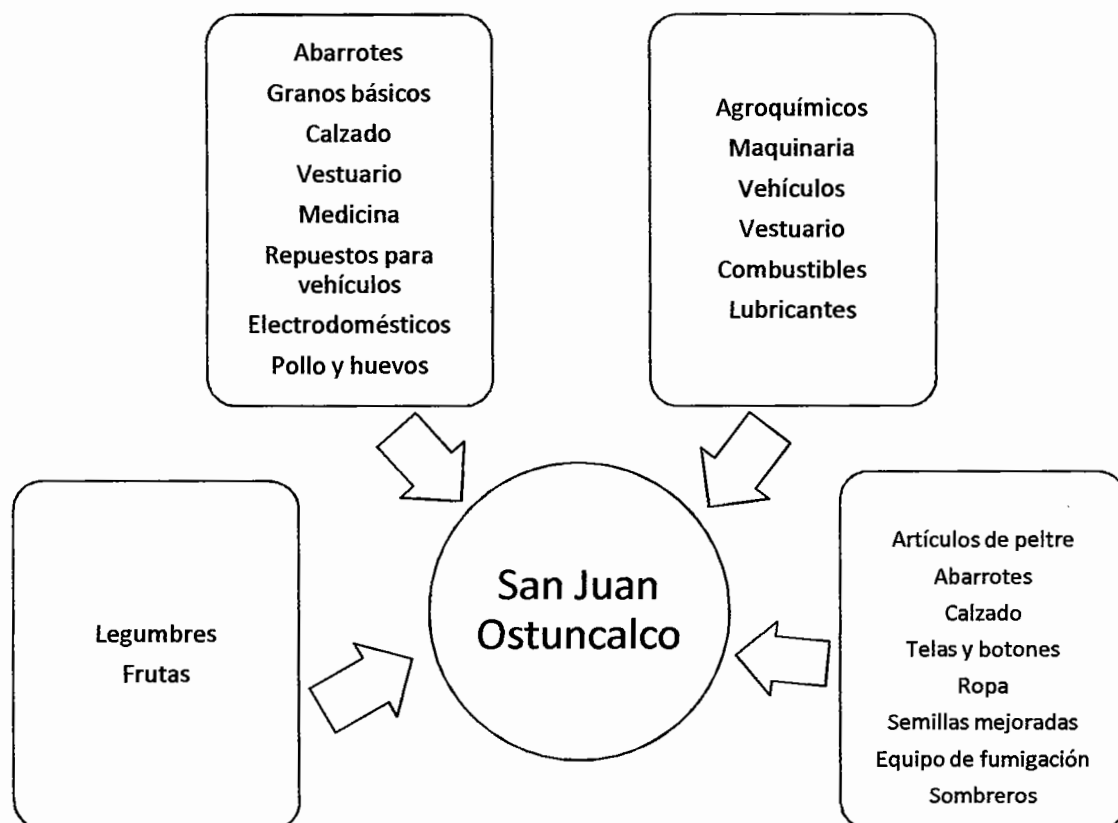 Abarrotes
Granos básicos
Calzado
Vestuario
Medicina
Repuestos para
vehículos
Electrodomésticos
Pollo y huevos
Agroquímicos
Maquinaria
Vehículos
Vestuario
Combustibles
Lubricantes
Legumbres
Frutas
San Juan
Ostuncalco
Artículos de peltre
Abarrotes
Calzado
Telas y botones
Ropa
Semillas mejoradas
Equipo de fumigación
Sombreros